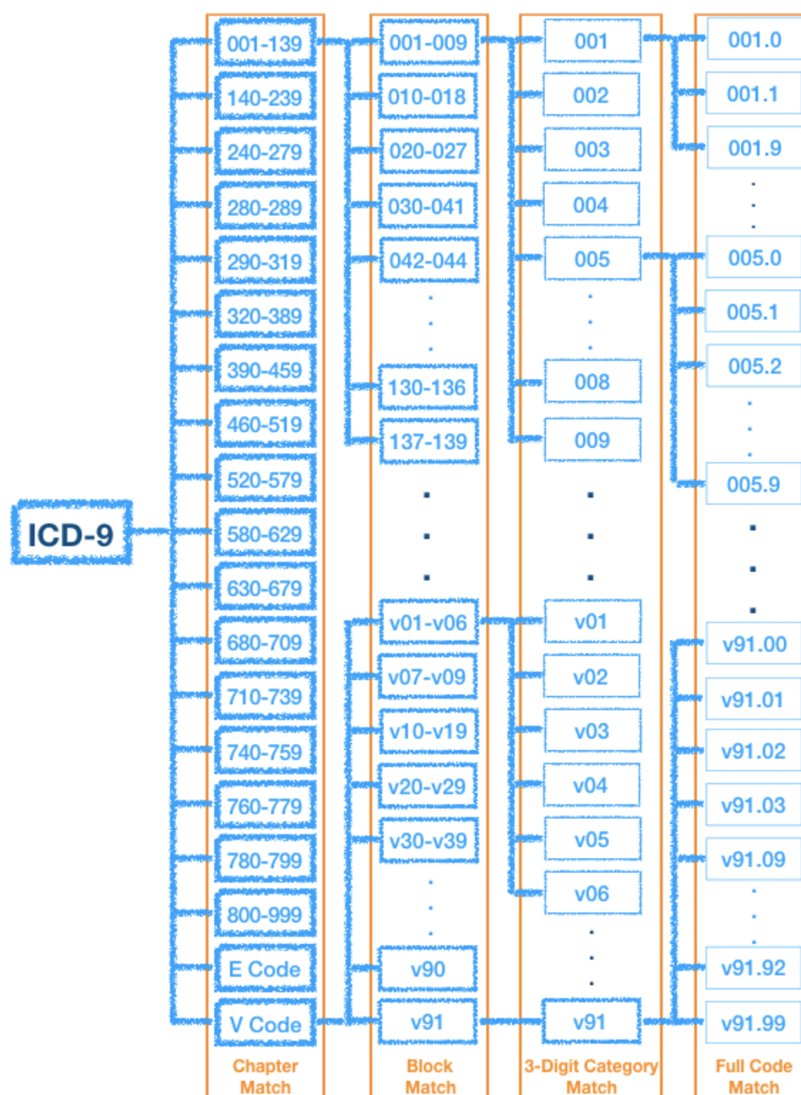 ICD-9
001-139
140-239
240-279
280-289
290-319
320-389
390-459
460-519
520-579
580-629
630-679
680-709
710-739
740-759
760-779
780-799
800-999
E Code
V Code
Chapter
Match
001-009
010-018
020-027
030-041
042-044
130-136
137-139
v01-v06
v07-v09
v10-v19
v20-v29
v30-v39
v90
v91
Block
Match
001
002
003
004
005
008
009
v01
v02
v03
v04
v05
v06
v91
3-Digit Category
Match
001.0
001.1
001.9
005.0
005.1
005.2
005.9
v91.00
v91.01
v91.02
v91.03
v91.09
v91.92
v91.99
Full Code
Match